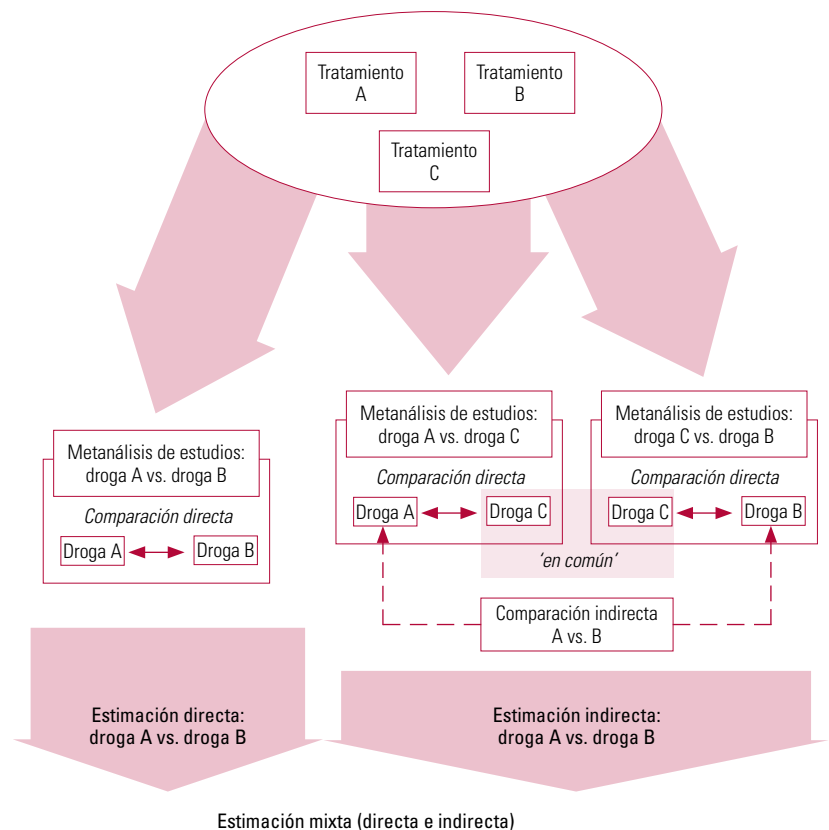 Tratamiento
A
Tratamiento
B
Tratamiento
C
Metanálisis de estudios:
droga A vs. droga B
Comparación directa
Droga A
Droga B
Metanálisis de estudios:
droga A vs. droga C
Comparación directa
Droga A
Droga C
Metanálisis de estudios:
droga C vs. droga B
Comparación directa
Droga C
Droga B
'en común'
Comparación indirecta
A vs. B
Estimación directa:
droga A vs. droga B
Estimación indirecta:
droga A vs. droga B
Estimación mixta (directa e indirecta)